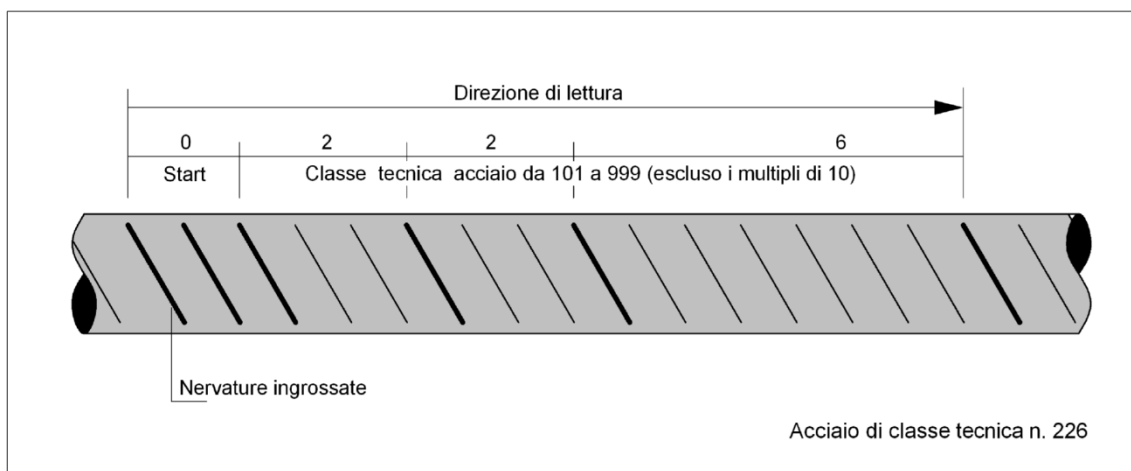 Direzione di lettura
0 2 2 6
Start Classe tecnica acciaio da 101 a 999 (escluso i multipli di 10)
Nervature ingrossate
Acciaio di classe tecnica n. 226